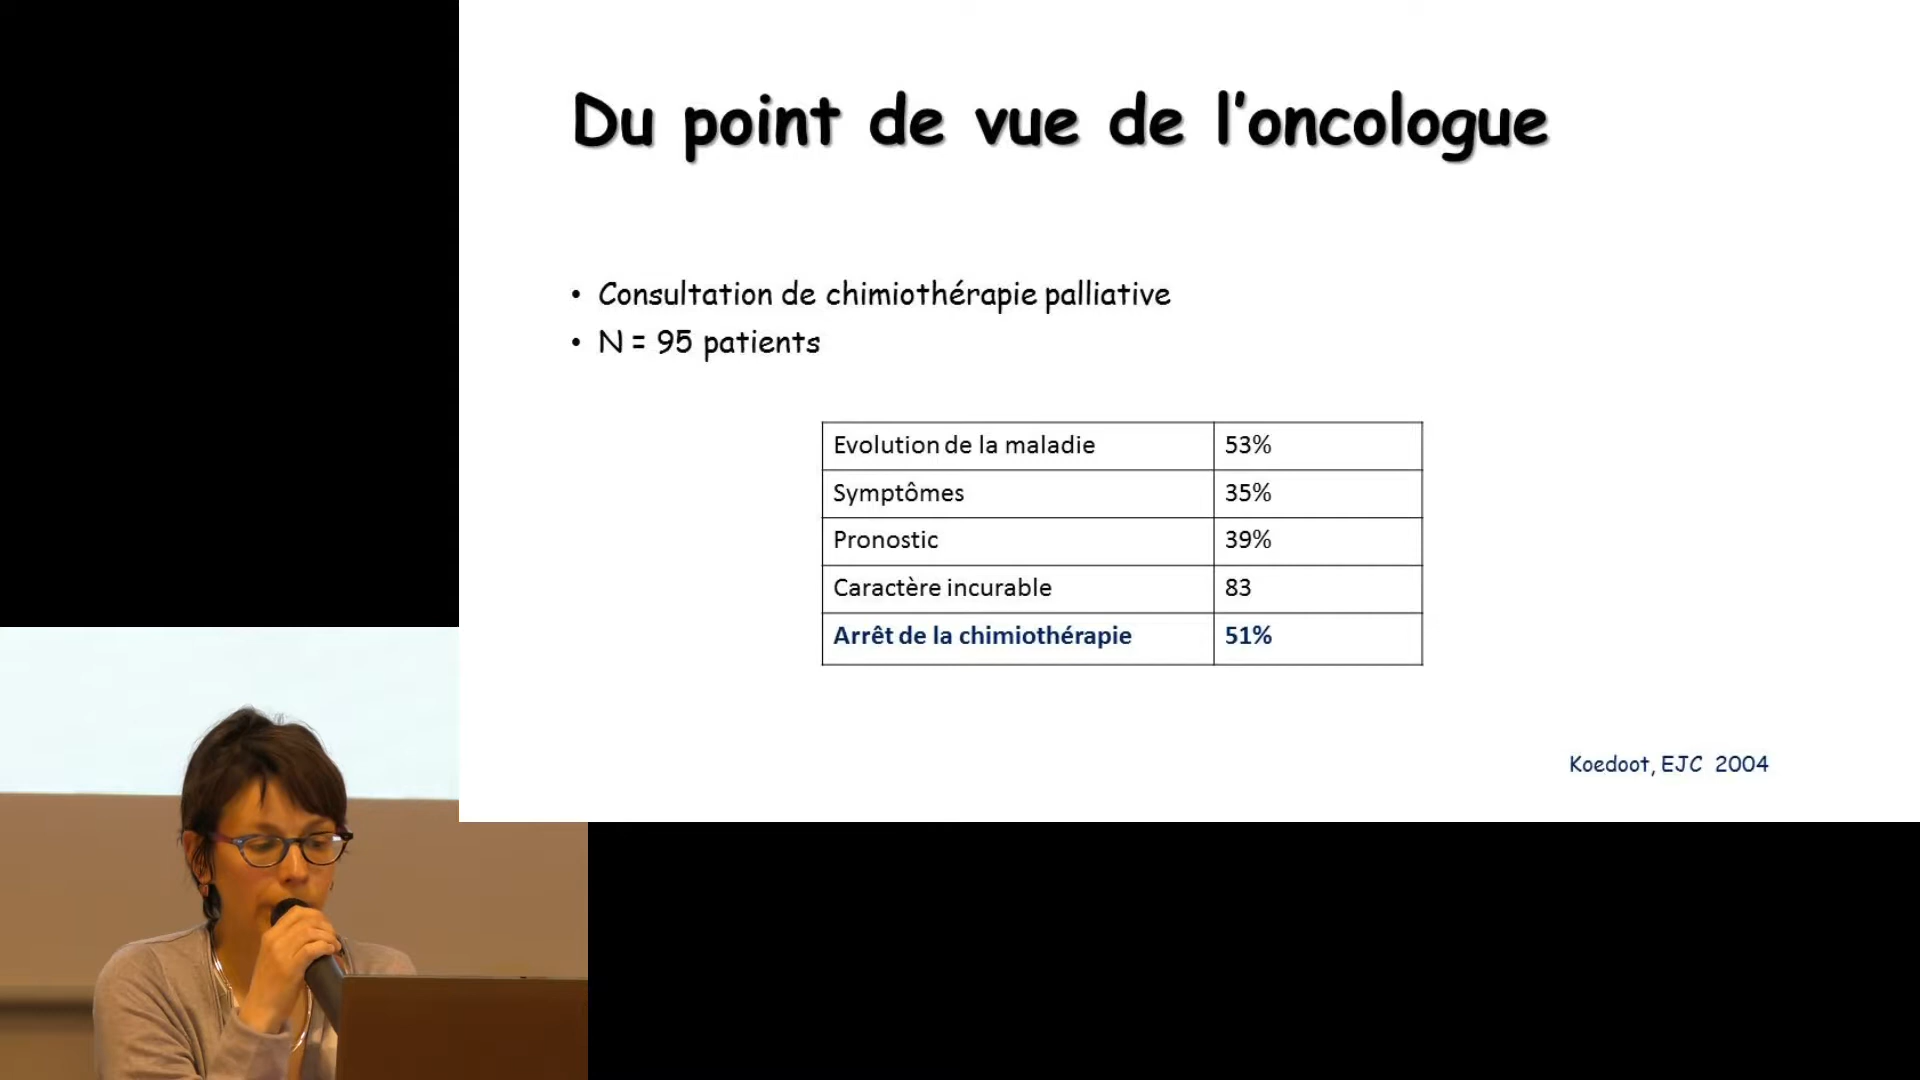 Du point de vue de l'oncologue
• Consultation de chimiothérapie palliative
• N = 95 patients
Evolution de la maladie 53%
Symptômes 35%
Pronostic 39%
Caractère incurable 83
Arrêt de la chimiothérapie 51%
Koedoot, EJC 2004